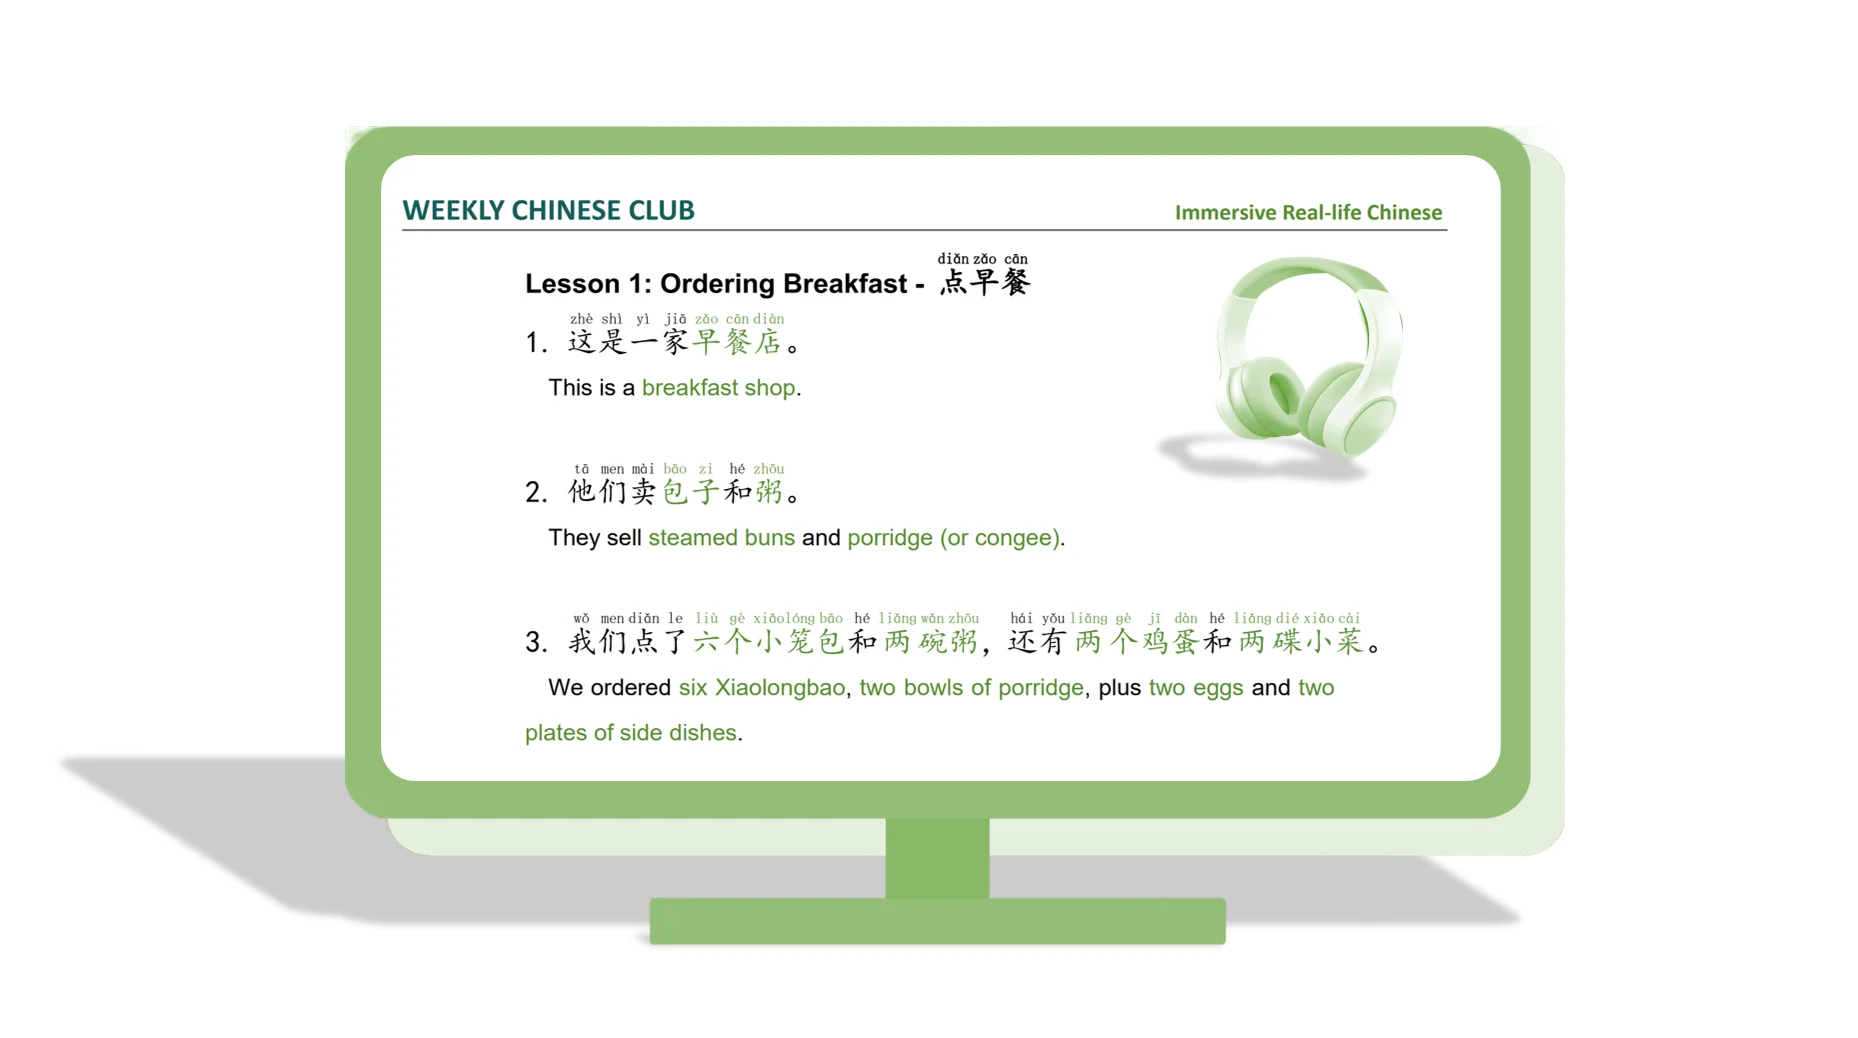 WEEKLY CHINESE CLUB
Immersive Real-life Chinese
diǎn zǎo cān
Lesson 1: Ordering Breakfast - 点早餐
zhè shì yì jiā zǎo cān diàn
1. 这是一家早餐店。
This is a breakfast shop.
tā men mài bāo zi hé zhōu
2. 他们卖包子和粥。
They sell steamed buns and porridge (or congee).
wǒ men diǎn le liù gè xiǎolóng bāo hé liǎng wǎn zhōu hái yǒu liǎng gè jī dàn hé liǎng dié xiǎo cài
3. 我们点了六个小笼包和两碗粥，还有两个鸡蛋和两碟小菜。
We ordered six Xiaolongbao, two bowls of porridge, plus two eggs and two
plates of side dishes.